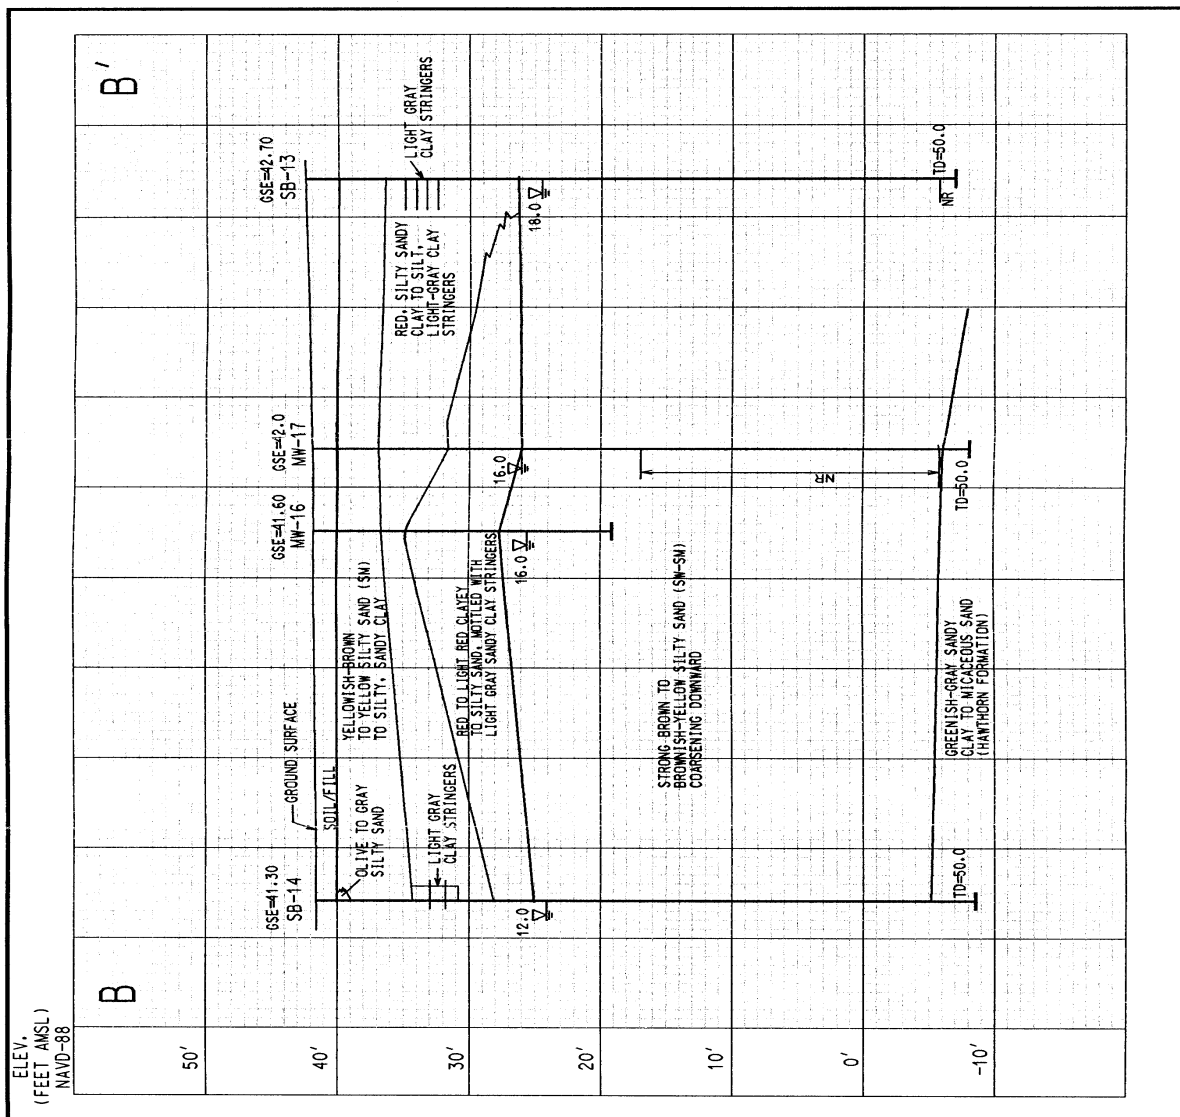 ELEV.
(FEET AMSL)
NAVD-88
50'
40'
30'
20'
10'
0'
-10'
B
B'
GSE=41.30
SB-14
GSE=41.60
MW-16
GSE=42.0
MW-17
GSE=42.70
SB-13
GROUND SURFACE
SOIL/FILL
OLIVE TO GRAY
SILTY SAND
YELLOWISH-BROWN
TO YELLOW SILTY SAND (SM)
TO SILTY, SANDY CLAY
LIGHT GRAY
CLAY STRINGERS
RED TO LIGHT RED CLAYEY
TO SILTY SAND, MOTTLED WITH
LIGHT GRAY SANDY CLAY STRINGERS
RED, SILTY SANDY
CLAY TO SILT,
LIGHT-GRAY CLAY
STRINGERS
LIGHT GRAY
CLAY STRINGERS
12.0
16.0
16.0
18.0
STRONG BROWN TO
BROWNISH-YELLOW SILTY SAND (SW-SM)
COARSENING DOWNWARD
NR
NR
GREENISH-GRAY SANDY
CLAY TO MICACEOUS SAND
(HAWTHORN FORMATION)
TD=50.0
TD=50.0
TD=50.0